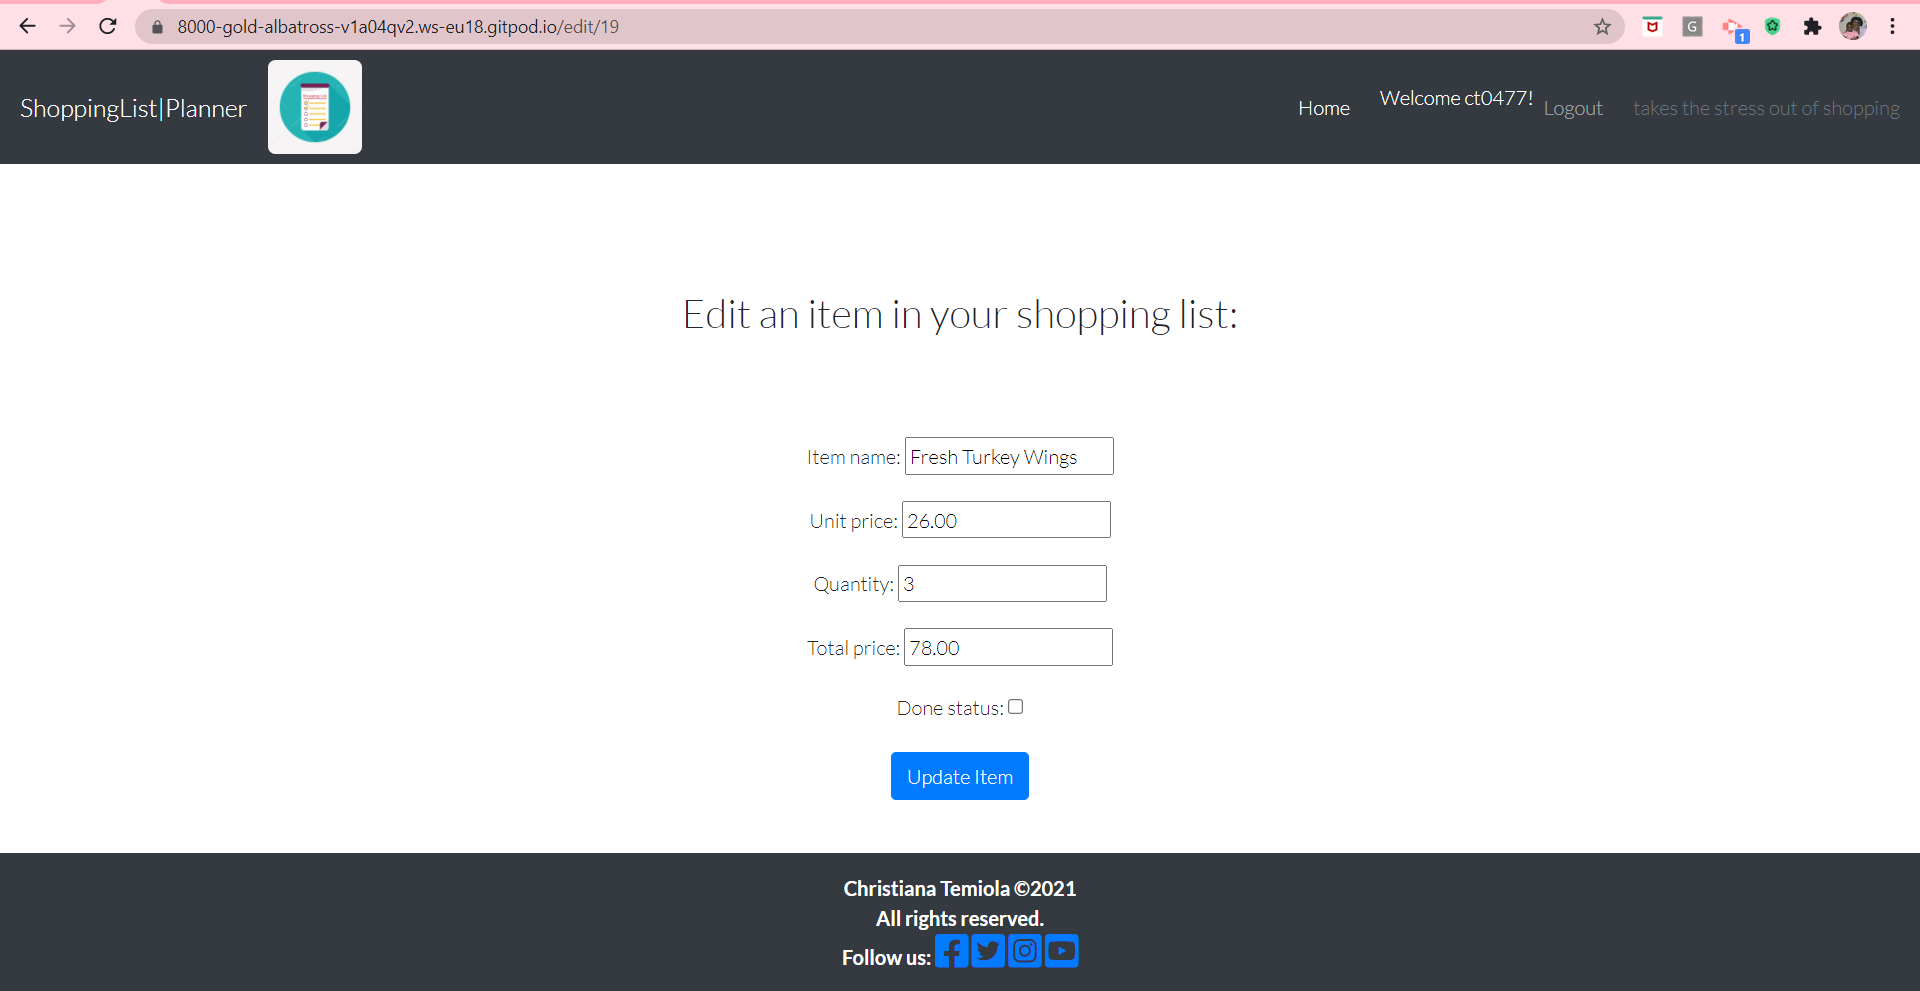 8000-gold-albatross-v1a04qv2.ws-eu18.gitpod.io/edit/19
G
1
ShoppingList|Planner
Home
Welcome ct0477!
Logout
takes the stress out of shopping
Edit an item in your shopping list:
Item name: Fresh Turkey Wings
Unit price: 26.00
Quantity: 3
Total price: 78.00
Done status:
Update Item
Christiana Temiola ©2021
All rights reserved.
Follow us: